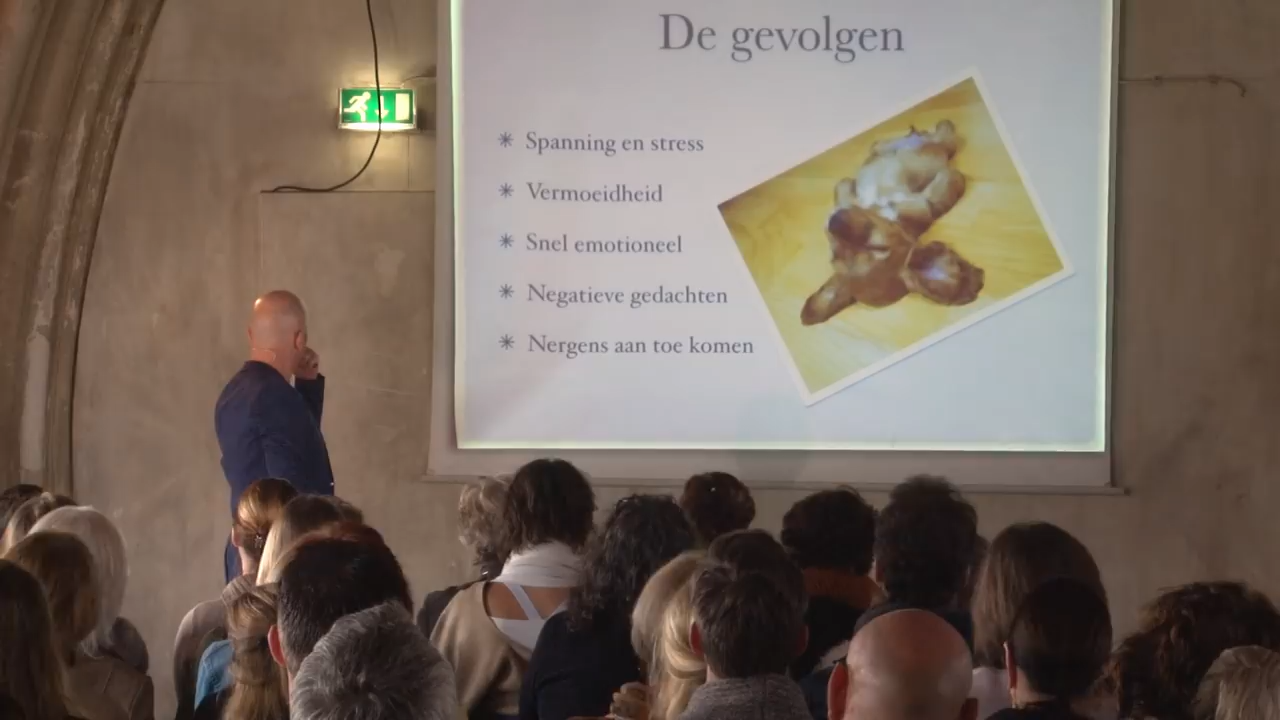 De gevolgen
Spanning en stress
Vermoeidheid
Snel emotioneel
Negatieve gedachten
Nergens aan toe komen